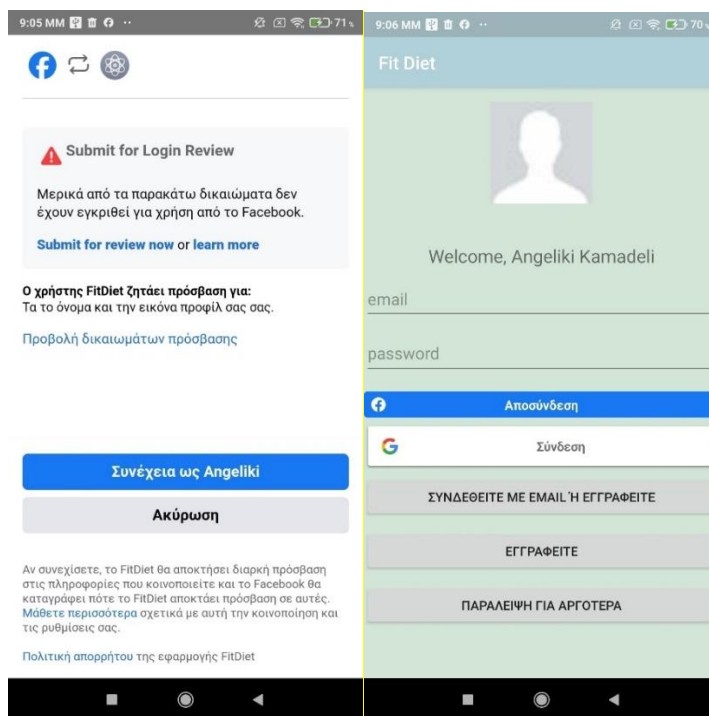 9:05 MM
71%
Submit for Login Review
Μερικά από τα παρακάτω δικαιώματα δεν
έχουν εγκριθεί για χρήση από το Facebook.
Submit for review now or learn more
Ο χρήστης FitDiet ζητάει πρόσβαση για:
Τα το όνομα και την εικόνα προφίλ σας σας.
Προβολή δικαιωμάτων πρόσβασης
Συνέχεια ως Angeliki
Ακύρωση
Αν συνεχίσετε, το FitDiet θα αποκτήσει διαρκή πρόσβαση
στις πληροφορίες που κοινοποιείτε και το Facebook θα
καταγράφει πότε το FitDiet αποκτάει πρόσβαση σε αυτές.
Μάθετε περισσότερα σχετικά με αυτή την κοινοποίηση και
τις ρυθμίσεις σας.
Πολιτική απορρήτου της εφαρμογής FitDiet
9:06 MM
70
Fit Diet
Welcome, Angeliki Kamadeli
email
password
Αποσύνδεση
Σύνδεση
ΣΥΝΔΕΘΕΙΤΕ ΜΕ EMAIL Ή ΕΓΓΡΑΦΕΙΤΕ
ΕΓΓΡΑΦΕΙΤΕ
ΠΑΡΑΛΕΙΨΗ ΓΙΑ ΑΡΓΟΤΕΡΑ